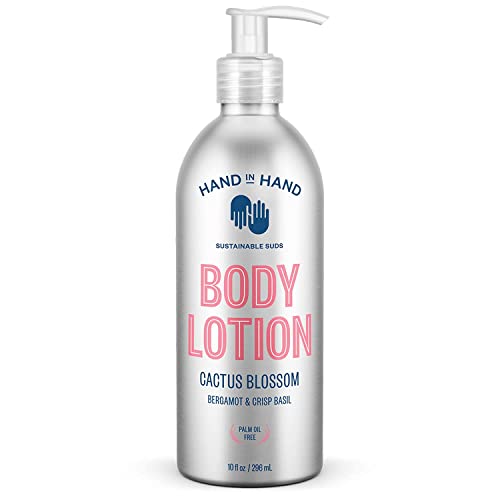 HAND IN HAND
SUSTAINABLE SUDS
BODY
LOTION
CACTUS BLOSSOM
BERGAMOT & CRISP BASIL
PALM OIL
FREE
10 fl oz / 296 mL